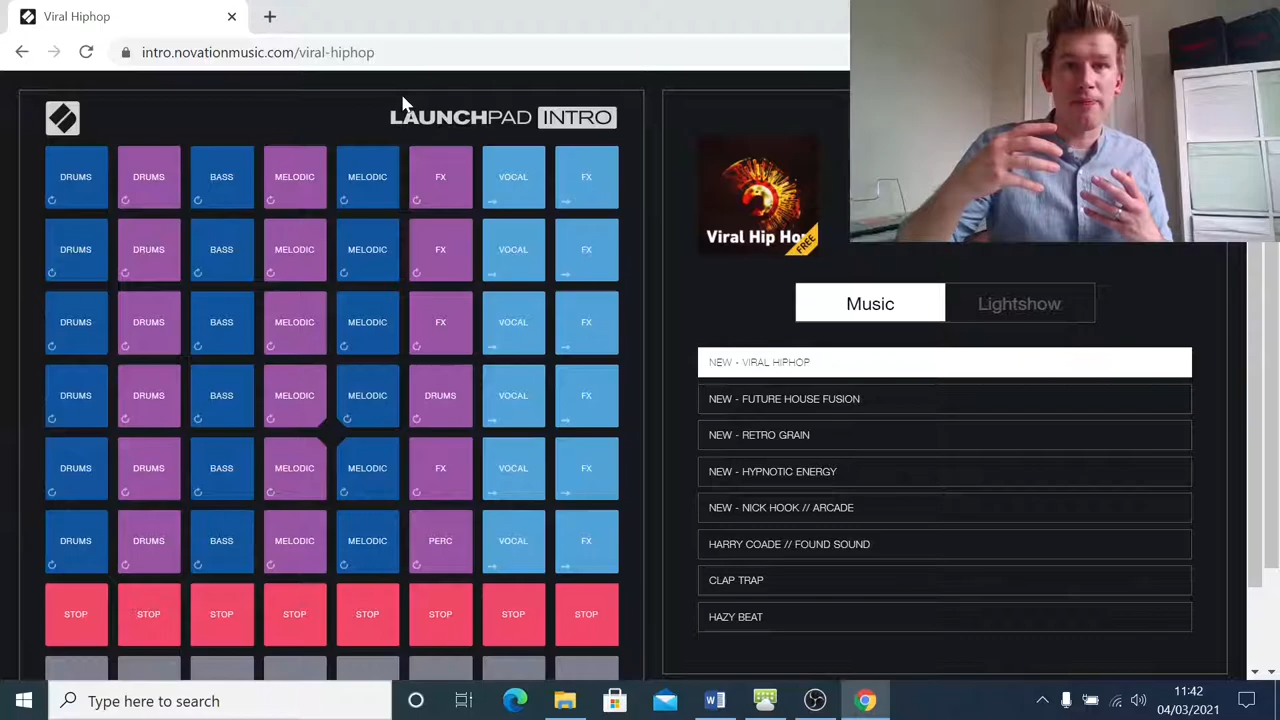 Viral Hiphop
intro.novationmusic.com/viral-hiphop
LAUNCHPAD INTRO
DRUMS DRUMS BASS MELODIC MELODIC FX VOCAL FX
DRUMS DRUMS BASS MELODIC MELODIC FX VOCAL FX
DRUMS DRUMS BASS MELODIC MELODIC FX VOCAL FX
DRUMS DRUMS BASS MELODIC MELODIC DRUMS VOCAL FX
DRUMS DRUMS BASS MELODIC MELODIC FX VOCAL FX
DRUMS DRUMS BASS MELODIC MELODIC PERC VOCAL FX
STOP STOP STOP STOP STOP STOP STOP STOP
Viral Hip Hop
FREE
Music Lightshow
NEW - VIRAL HIPHOP
NEW - FUTURE HOUSE FUSION
NEW - RETRO GRAIN
NEW - HYPNOTIC ENERGY
NEW - NICK HOOK // ARCADE
HARRY COADE // FOUND SOUND
CLAP TRAP
HAZY BEAT
Type here to search
11:42
04/03/2021